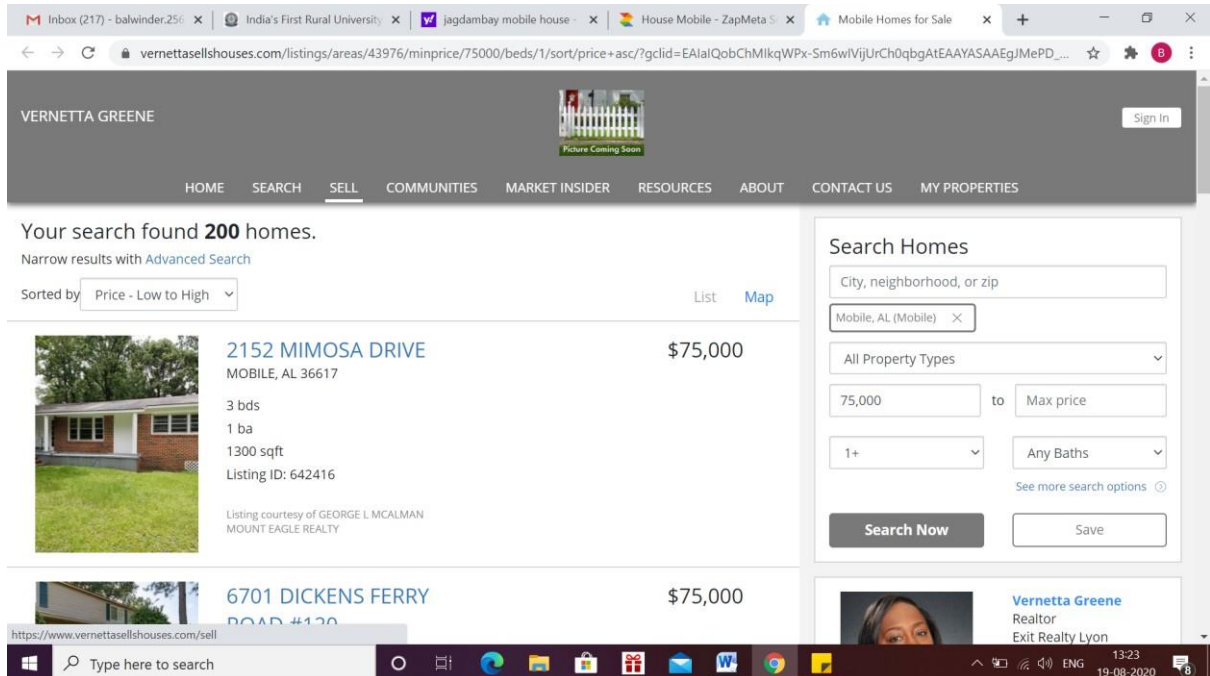 Inbox (217) - balwinder.256
India's First Rural University
jagdambay mobile house -
House Mobile - ZapMeta S
Mobile Homes for Sale
vernettasellshouses.com/listings/areas/43976/minprice/75000/beds/1/sort/price+asc/?gclid=EAIaIQobChMIkqWPx-Sm6wIVijUrCh0qbgAtEAAYASAAEgJMePD_...
B
VERNETTA GREENE
Picture Coming Soon
Sign In
HOME SEARCH SELL COMMUNITIES MARKET INSIDER RESOURCES ABOUT CONTACT US MY PROPERTIES
Your search found 200 homes.
Narrow results with Advanced Search
Sorted by Price - Low to High
List Map
2152 MIMOSA DRIVE
$75,000
MOBILE, AL 36617
3 bds
1 ba
1300 sqft
Listing ID: 642416
Listing courtesy of GEORGE L MCALMAN
MOUNT EAGLE REALTY
6701 DICKENS FERRY
$75,000
ROAD #120
Search Homes
City, neighborhood, or zip
Mobile, AL (Mobile)
All Property Types
75,000 to Max price
1+ Any Baths
See more search options
Search Now Save
Vernetta Greene
Realtor
Exit Realty Lyon
https://www.vernettasellshouses.com/sell
Type here to search
W
ENG
13:23
19-08-2020
8